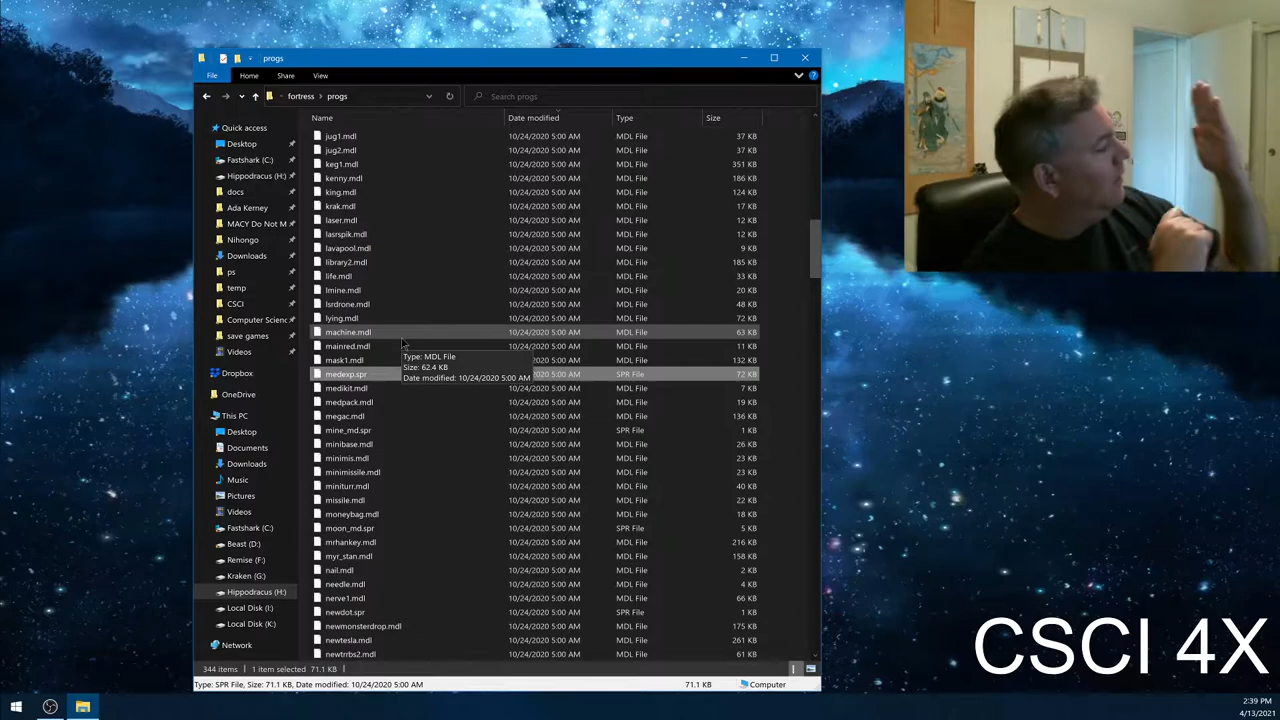 progs
File Home Share View
fortress progs Search progs
Name Date modified Type Size
Quick access
Desktop
Fastshark (C:)
Hippodracus (H:)
docs
Ada Kerney
MACY Do Not M
Nihongo
Downloads
ps
temp
CSCI
Computer Scienc
save games
Videos
Dropbox
OneDrive
This PC
Desktop
Documents
Downloads
Music
Pictures
Videos
Fastshark (C:)
Beast (D:)
Remise (F:)
Kraken (G:)
Hippodracus (H:)
Local Disk (I:)
Local Disk (K:)
Network
jug1.mdl 10/24/2020 5:00 AM MDL File 37 KB
jug2.mdl 10/24/2020 5:00 AM MDL File 37 KB
keg1.mdl 10/24/2020 5:00 AM MDL File 351 KB
kenny.mdl 10/24/2020 5:00 AM MDL File 186 KB
king.mdl 10/24/2020 5:00 AM MDL File 124 KB
krak.mdl 10/24/2020 5:00 AM MDL File 17 KB
laser.mdl 10/24/2020 5:00 AM MDL File 12 KB
lasrspik.mdl 10/24/2020 5:00 AM MDL File 12 KB
lavapool.mdl 10/24/2020 5:00 AM MDL File 9 KB
library2.mdl 10/24/2020 5:00 AM MDL File 185 KB
life.mdl 10/24/2020 5:00 AM MDL File 33 KB
lmine.mdl 10/24/2020 5:00 AM MDL File 20 KB
lsrdrone.mdl 10/24/2020 5:00 AM MDL File 48 KB
lying.mdl 10/24/2020 5:00 AM MDL File 72 KB
machine.mdl 10/24/2020 5:00 AM MDL File 63 KB
mainred.mdl 10/24/2020 5:00 AM MDL File 11 KB
mask1.mdl MDL File 132 KB
medexp.spr 2020 5:00 AM SPR File 72 KB
Type: MDL File
Size: 62.4 KB
Date modified: 10/24/2020 5:00 AM
medikit.mdl 10/24/2020 5:00 AM MDL File 7 KB
medpack.mdl 10/24/2020 5:00 AM MDL File 19 KB
megac.mdl 10/24/2020 5:00 AM MDL File 136 KB
mine_md.spr 10/24/2020 5:00 AM SPR File 1 KB
minibase.mdl 10/24/2020 5:00 AM MDL File 26 KB
minimis.mdl 10/24/2020 5:00 AM MDL File 23 KB
minimissile.mdl 10/24/2020 5:00 AM MDL File 23 KB
miniturr.mdl 10/24/2020 5:00 AM MDL File 40 KB
missile.mdl 10/24/2020 5:00 AM MDL File 22 KB
moneybag.mdl 10/24/2020 5:00 AM MDL File 18 KB
moon_md.spr 10/24/2020 5:00 AM SPR File 5 KB
mrhankey.mdl 10/24/2020 5:00 AM MDL File 216 KB
myr_stan.mdl 10/24/2020 5:00 AM MDL File 158 KB
nail.mdl 10/24/2020 5:00 AM MDL File 2 KB
needle.mdl 10/24/2020 5:00 AM MDL File 4 KB
nerve1.mdl 10/24/2020 5:00 AM MDL File 66 KB
newdot.spr 10/24/2020 5:00 AM SPR File 1 KB
newmonsterdrop.mdl 10/24/2020 5:00 AM MDL File 175 KB
newtesla.mdl 10/24/2020 5:00 AM MDL File 261 KB
newtrrbs2.mdl 10/24/2020 5:00 AM MDL File 61 KB
344 items 1 item selected 71.1 KB
Type: SPR File, Size: 71.1 KB, Date modified: 10/24/2020 5:00 AM 71.1 KB Computer
CSCI 4X
2:39 PM
4/13/2021